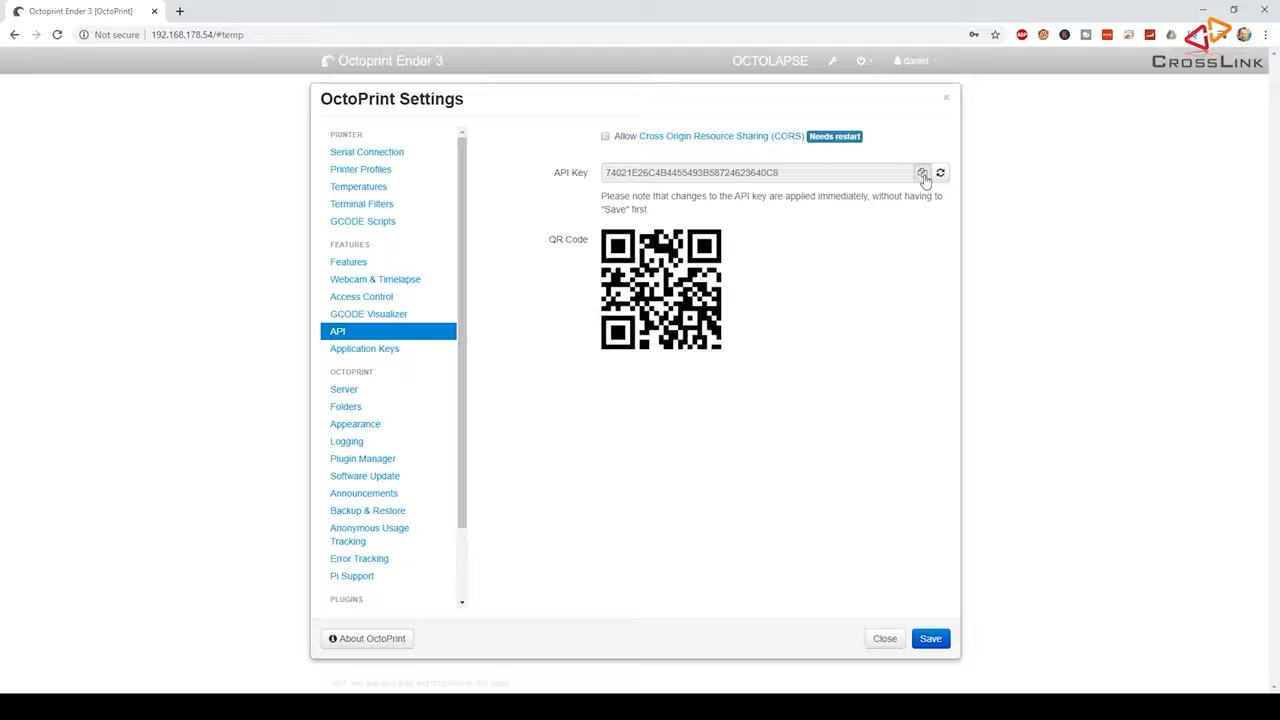 Octoprint Ender 3 [OctoPrint]
Not secure
192.168.178.54/#temp
Octoprint Ender 3
OCTOLAPSE
daniel
CROSSLINK
OctoPrint Settings
×
PRINTER
Serial Connection
Printer Profiles
Temperatures
Terminal Filters
GCODE Scripts
FEATURES
Features
Webcam & Timelapse
Access Control
GCODE Visualizer
API
Application Keys
OCTOPRINT
Server
Folders
Appearance
Logging
Plugin Manager
Software Update
Announcements
Backup & Restore
Anonymous Usage
Tracking
Error Tracking
Pi Support
PLUGINS
Allow Cross Origin Resource Sharing (CORS) Needs restart
API Key
74021E26C4B4455493B58724623640C8
Please note that changes to the API key are applied immediately, without having to
"Save" first.
QR Code
About OctoPrint
Close
Save